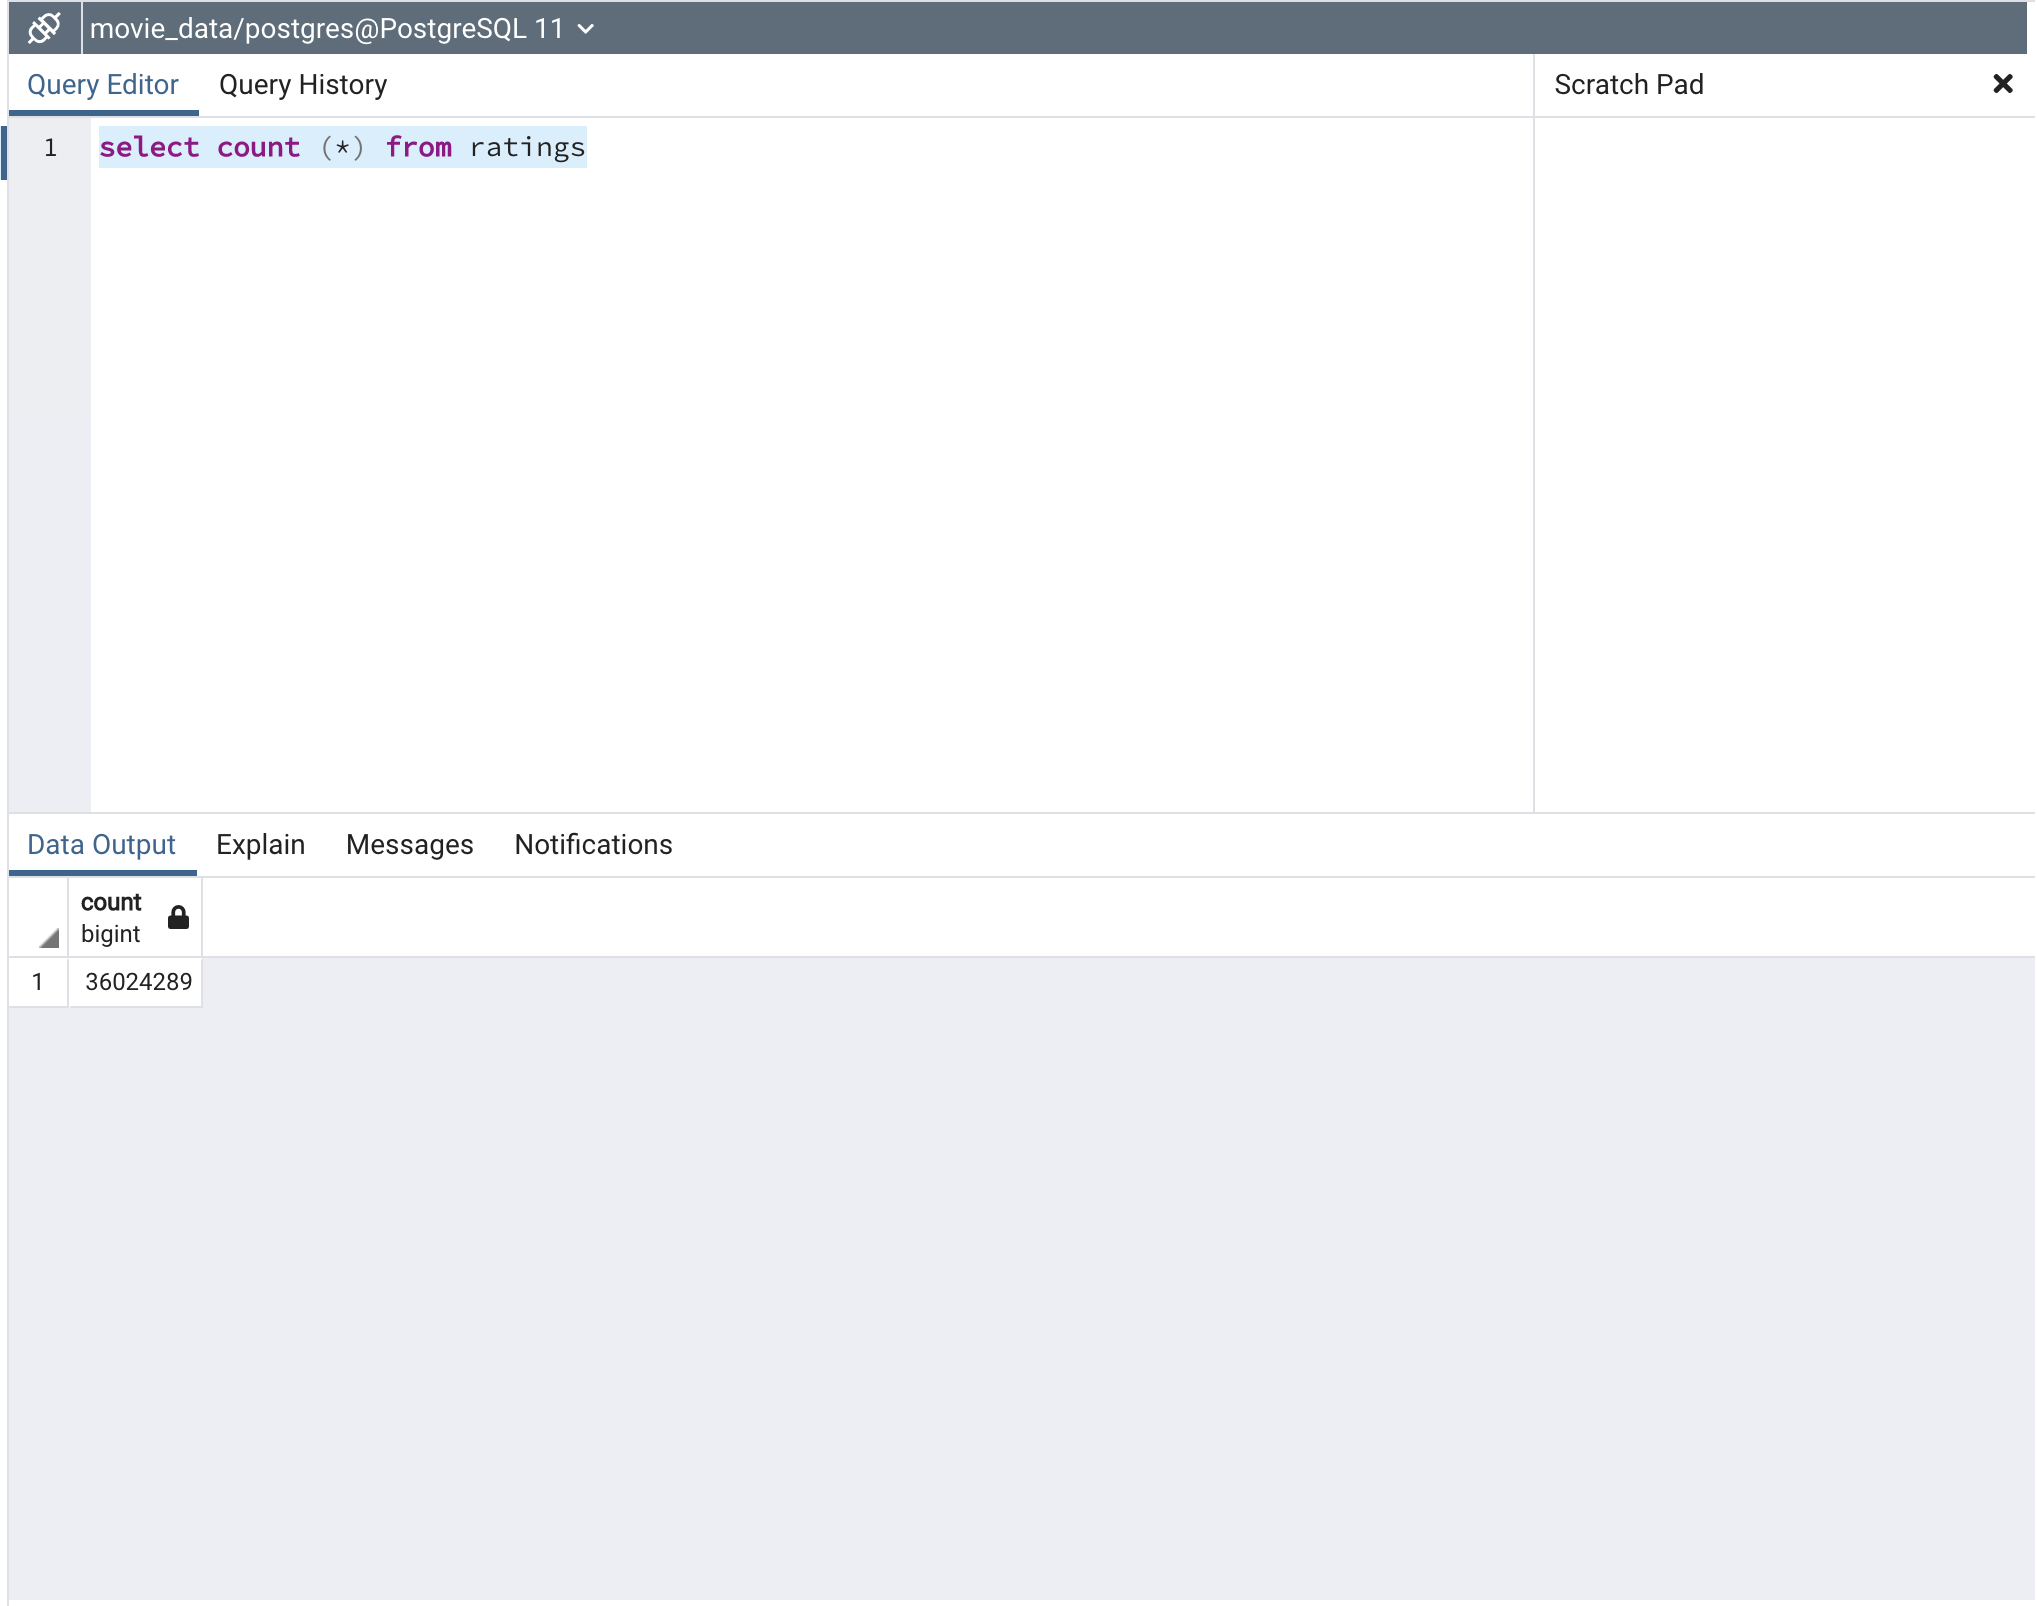 movie_data/postgres@PostgreSQL 11
Query Editor Query History Scratch Pad
1 select count (*) from ratings
Data Output Explain Messages Notifications
count
bigint
1 36024289